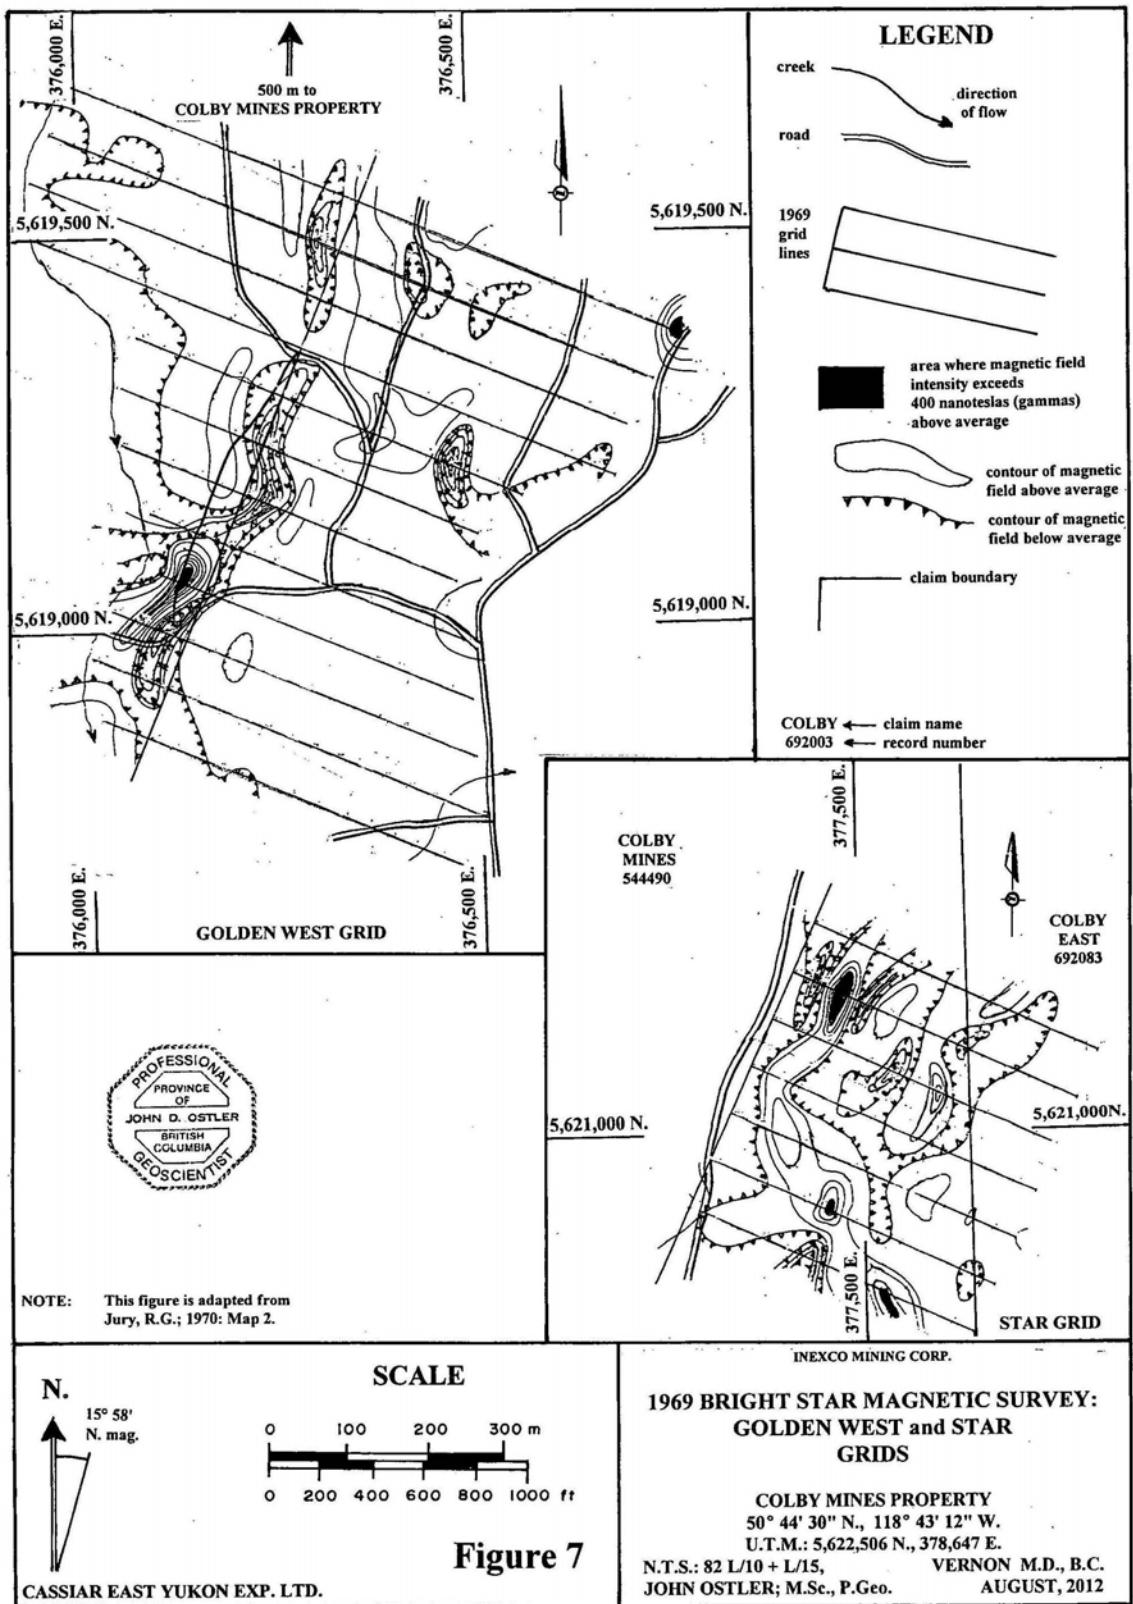 376,000 E.
376,500 E.
500 m to
COLBY MINES PROPERTY
5,619,500 N.
5,619,500 N.
5,619,000 N.
5,619,000 N.
376,000 E.
376,500 E.
GOLDEN WEST GRID
LEGEND
creek
direction
of flow
road
1969
grid
lines
area where magnetic field
intensity exceeds
400 nanoteslas (gammas)
above average
contour of magnetic
field above average
contour of magnetic
field below average
claim boundary
COLBY claim name
692003 record number
COLBY
MINES
544490
377,500 E.
COLBY
EAST
692083
5,621,000 N.
5,621,000N.
377,500 E.
STAR GRID
PROFESSIONAL
PROVINCE
OF
JOHN D. OSTLER
BRITISH
COLUMBIA
GEOSCIENTIST
NOTE: This figure is adapted from
Jury, R.G.; 1970: Map 2.
N.
15° 58'
N. mag.
SCALE
0 100 200 300 m
0 200 400 600 800 1000 ft
Figure 7
CASSIAR EAST YUKON EXP. LTD.
INEXCO MINING CORP.
1969 BRIGHT STAR MAGNETIC SURVEY:
GOLDEN WEST and STAR
GRIDS
COLBY MINES PROPERTY
50° 44' 30" N., 118° 43' 12" W.
U.T.M.: 5,622,506 N., 378,647 E.
N.T.S.: 82 L/10 + L/15, VERNON M.D., B.C.
JOHN OSTLER; M.Sc., P.Geo. AUGUST, 2012